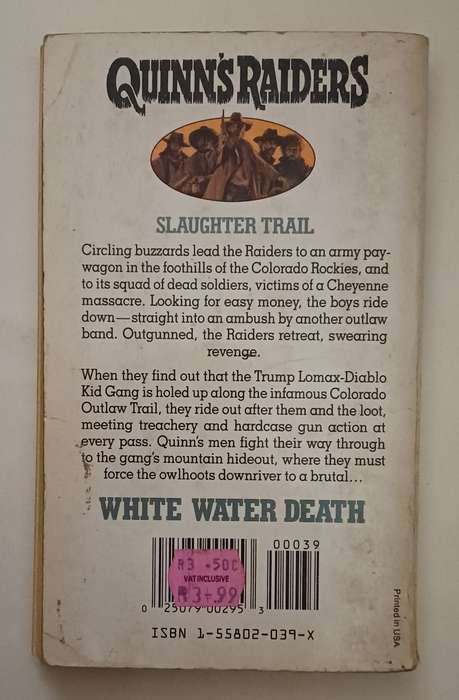 QUINN'S RAIDERS
SLAUGHTER TRAIL
Circling buzzards lead the Raiders to an army pay-
wagon in the foothills of the Colorado Rockies, and
to its squad of dead soldiers, victims of a Cheyenne
massacre. Looking for easy money, the boys ride
down—straight into an ambush by another outlaw
band. Outgunned, the Raiders retreat, swearing
revenge.
When they find out that the Trump Lomax-Diablo
Kid Gang is holed up along the infamous Colorado
Outlaw Trail, they ride out after them and the loot,
meeting treachery and hardcase gun action at
every pass. Quinn's men fight their way through
to the gang's mountain hideout, where they must
force the owlhoots downriver to a brutal...
WHITE WATER DEATH
00039
R3.50C
VAT INCLUSIVE
R3-99
0 25079 00295 3
ISBN 1-55802-039-X
Printed in USA